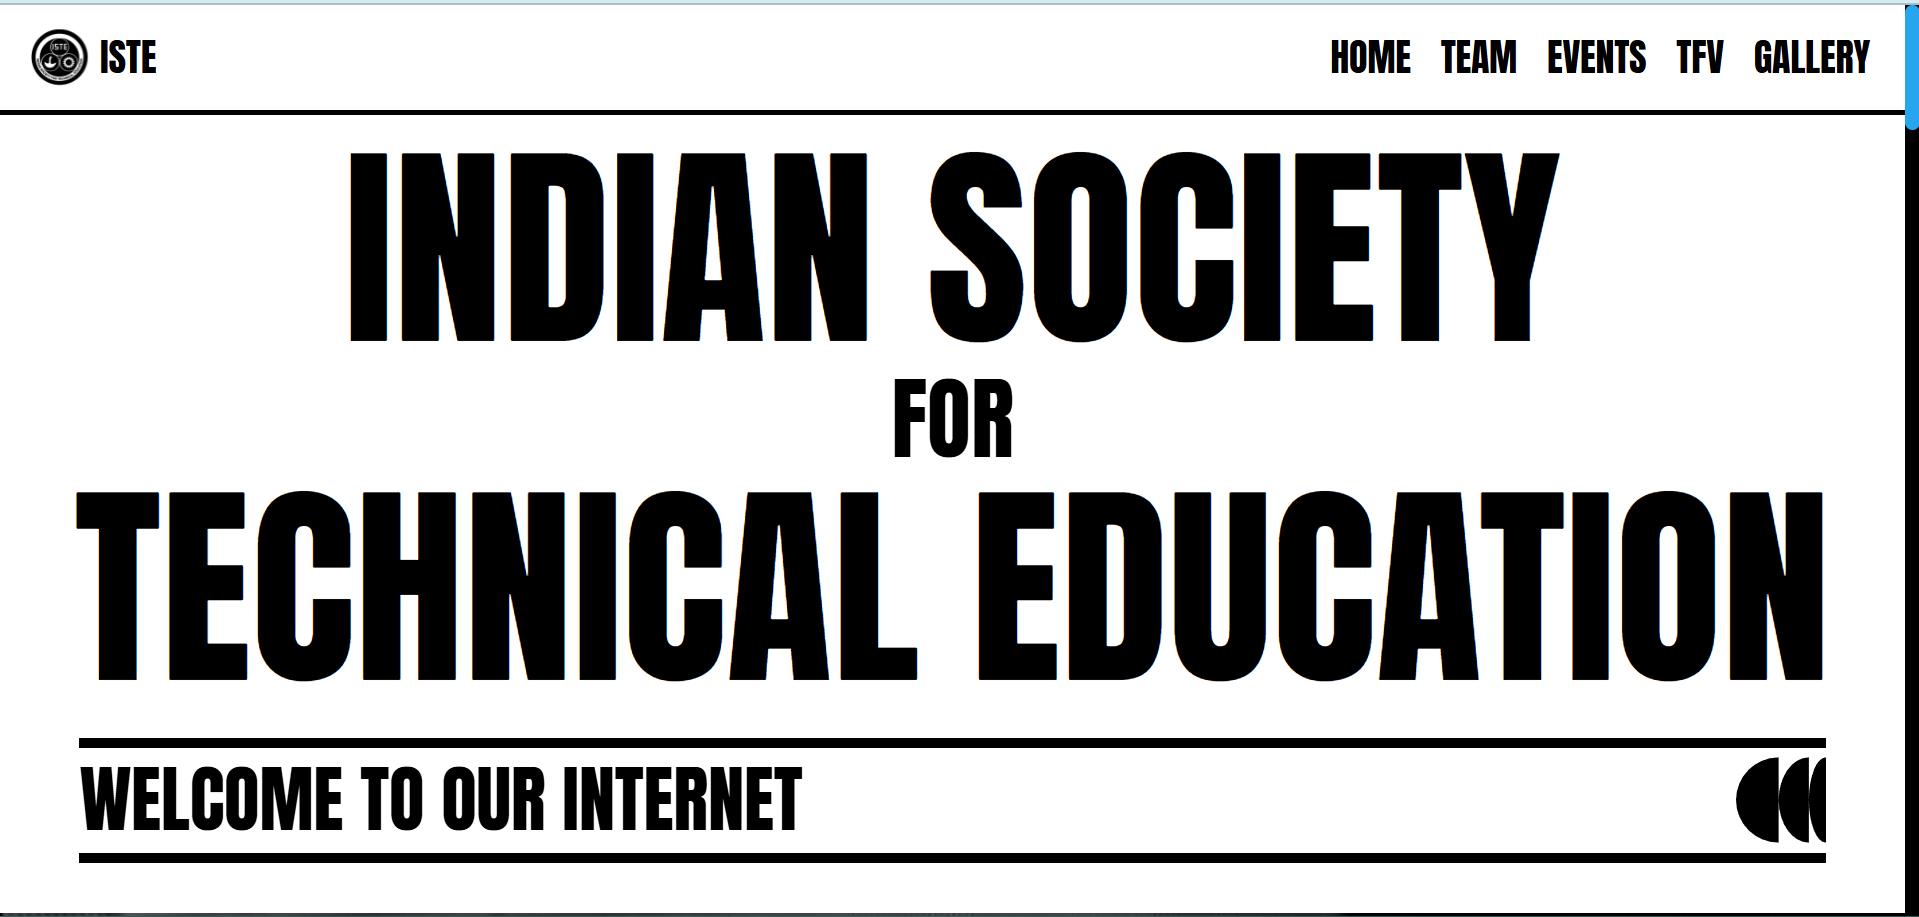 ISTE
HOME TEAM EVENTS TFV GALLERY
INDIAN SOCIETY
FOR
TECHNICAL EDUCATION
WELCOME TO OUR INTERNET